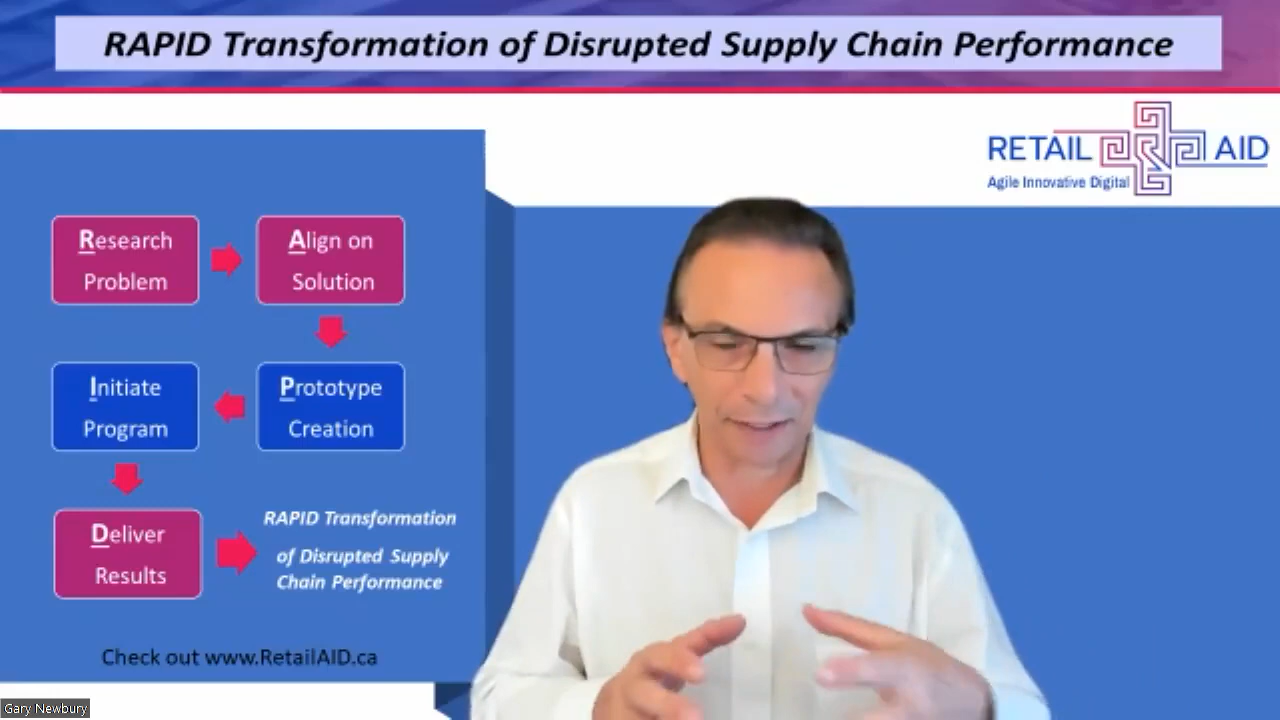 RAPID Transformation of Disrupted Supply Chain Performance
RETAIL AID
Agile Innovative Digital
Research
Problem
Align on
Solution
Initiate
Program
Prototype
Creation
Deliver
Results
RAPID Transformation
of Disrupted Supply
Chain Performance
Check out www.RetailAID.ca
Gary Newbury